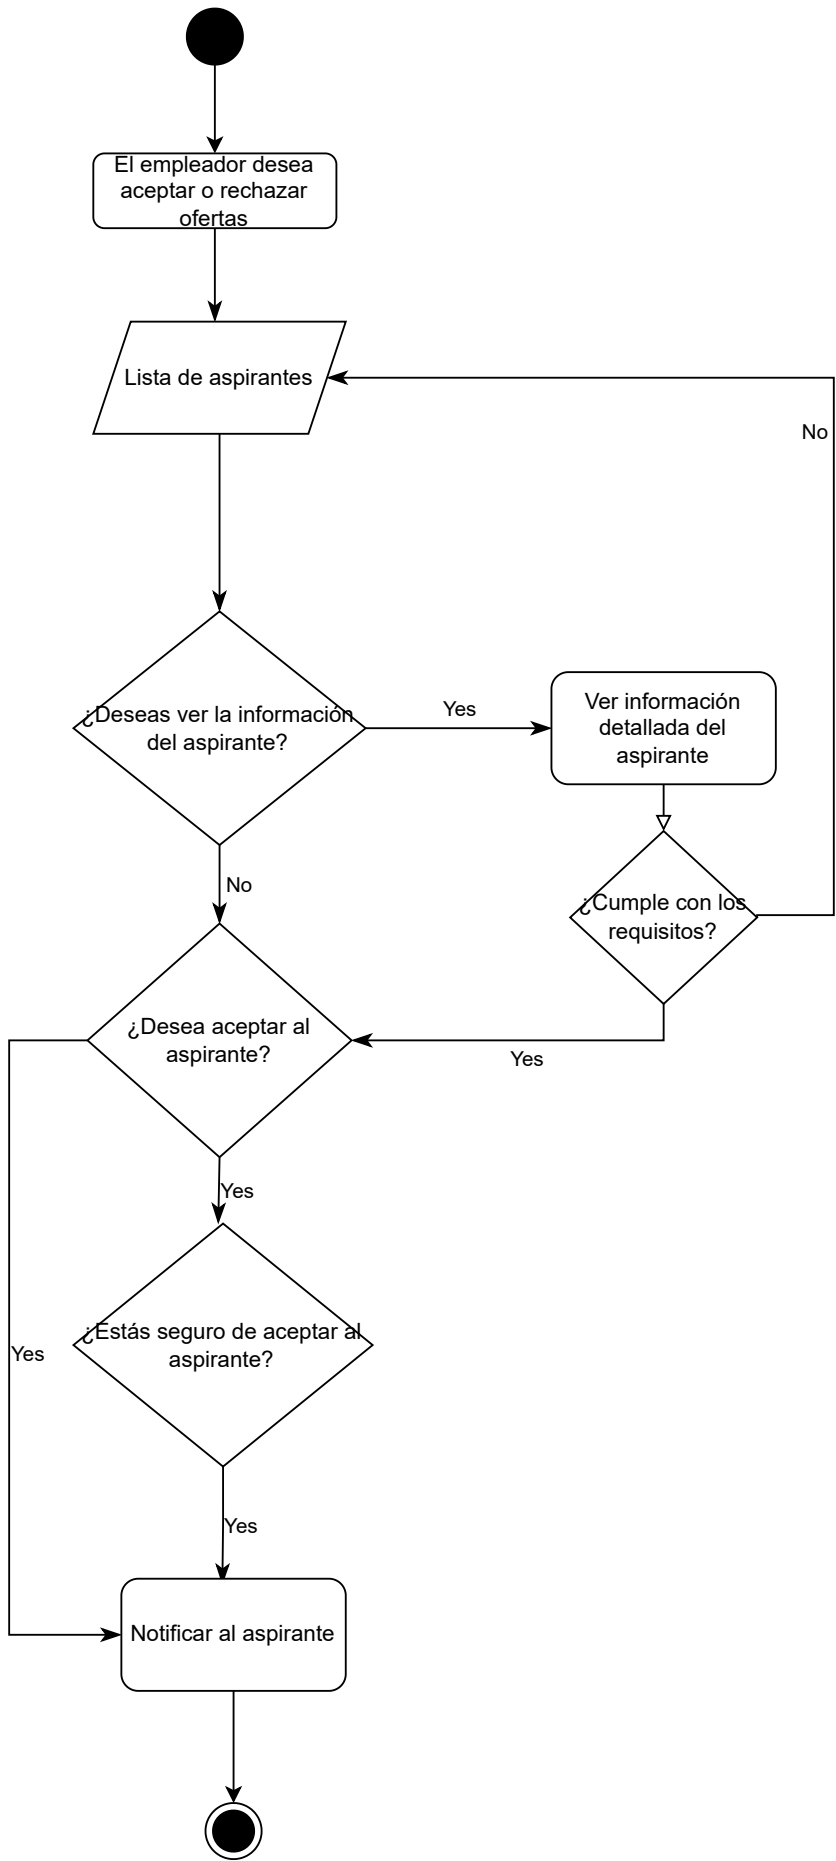 El empleador desea
aceptar o rechazar
ofertas
Lista de aspirantes
No
¿Deseas ver la información
del aspirante?
Yes
Ver información
detallada del
aspirante
No
¿Cumple con los
requisitos?
¿Desea aceptar al
aspirante?
Yes
Yes
¿Estás seguro de aceptar al
aspirante?
Yes
Yes
Notificar al aspirante